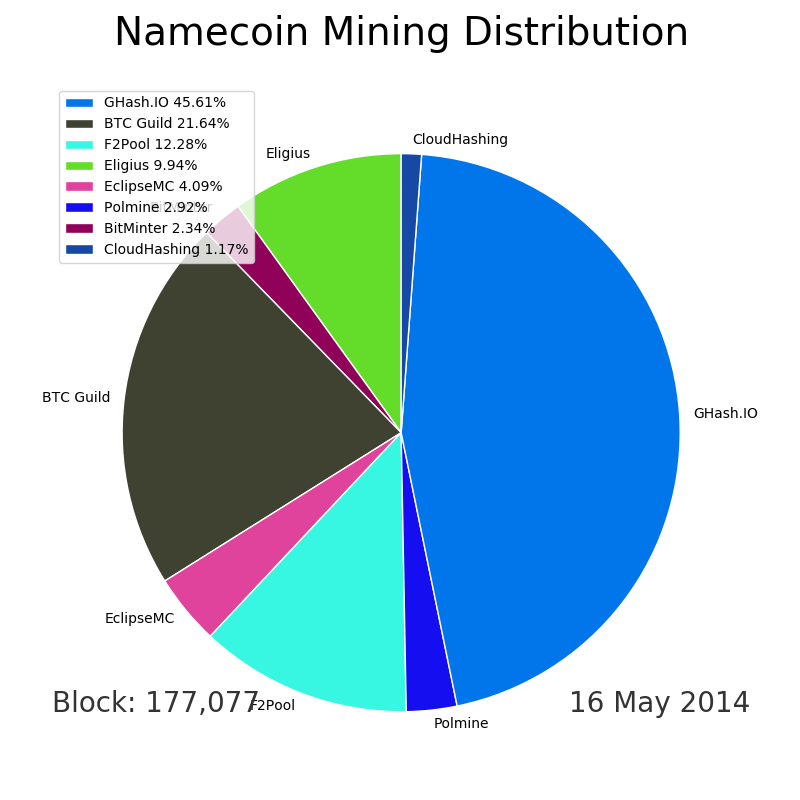 Namecoin Mining Distribution
GHash.IO 45.61%
BTC Guild 21.64%
F2Pool 12.28%
Eligius 9.94%
EclipseMC 4.09%
Polmine 2.92%
BitMinter 2.34%
CloudHashing 1.17%
CloudHashing
Eligius
BitMinter
BTC Guild
GHash.IO
EclipseMC
F2Pool
Polmine
Block: 177,077
16 May 2014